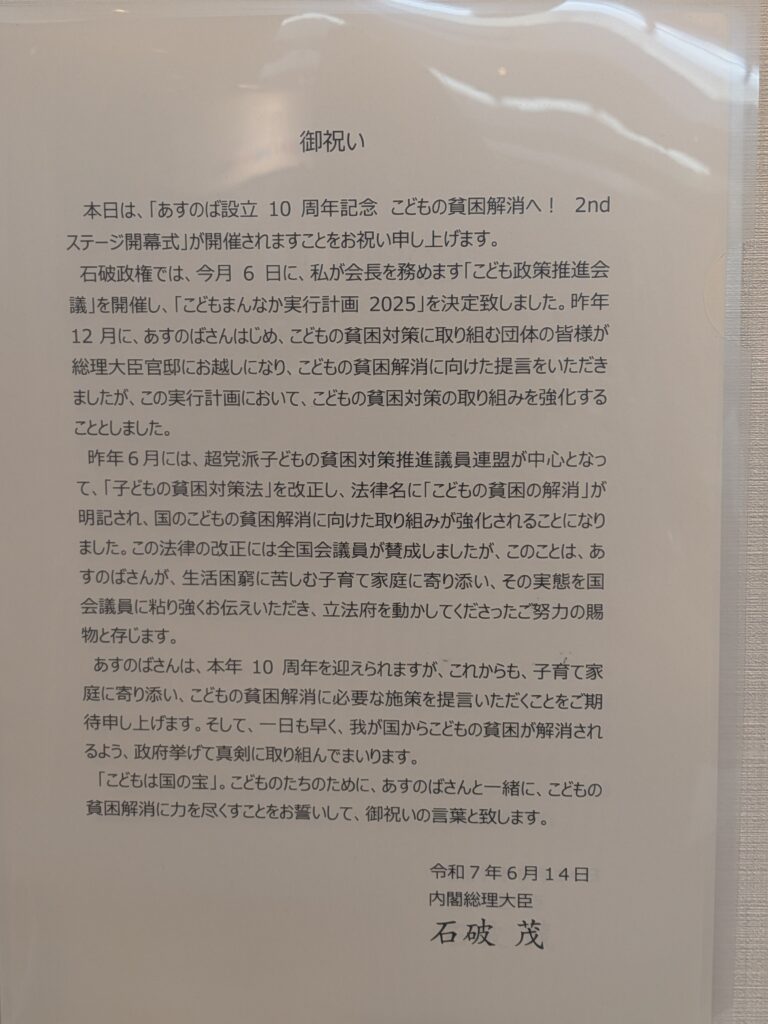 御祝い
本日は、「あすのば設立 10 周年記念 こどもの貧困解消へ！ 2nd
ステージ開幕式」が開催されますことをお祝い申し上げます。
石破政権では、今月 6 日に、私が会長を務めます「こども政策推進会
議」を開催し、「こどもまんなか実行計画 2025」を決定致しました。昨年
12 月に、あすのばさんはじめ、こどもの貧困対策に取り組む団体の皆様が
総理大臣官邸にお越しになり、こどもの貧困解消に向けた提言をいただき
ましたが、この実行計画において、こどもの貧困対策の取り組みを強化する
こととしました。
昨年６月には、超党派子どもの貧困対策推進議員連盟が中心となっ
て、「子どもの貧困対策法」を改正し、法律名に「こどもの貧困の解消」が
明記され、国のこどもの貧困解消に向けた取り組みが強化されることになり
ました。この法律の改正には全国会議員が賛成しましたが、このことは、あ
すのばさんが、生活困窮に苦しむ子育て家庭に寄り添い、その実態を国
会議員に粘り強くお伝えいただき、立法府を動かしてくださったご努力の賜
物と存じます。
あすのばさんは、本年 10 周年を迎えられますが、これからも、子育て家
庭に寄り添い、こどもの貧困解消に必要な施策を提言いただくことをご期
待申し上げます。そして、一日も早く、我が国からこどもの貧困が解消され
るよう、政府挙げて真剣に取り組んでまいります。
「こどもは国の宝」。こどものたちのために、あすのばさんと一緒に、こどもの
貧困解消に力を尽くすことをお誓いして、御祝いの言葉と致します。
令和７年６月１４日
内閣総理大臣
石破 茂